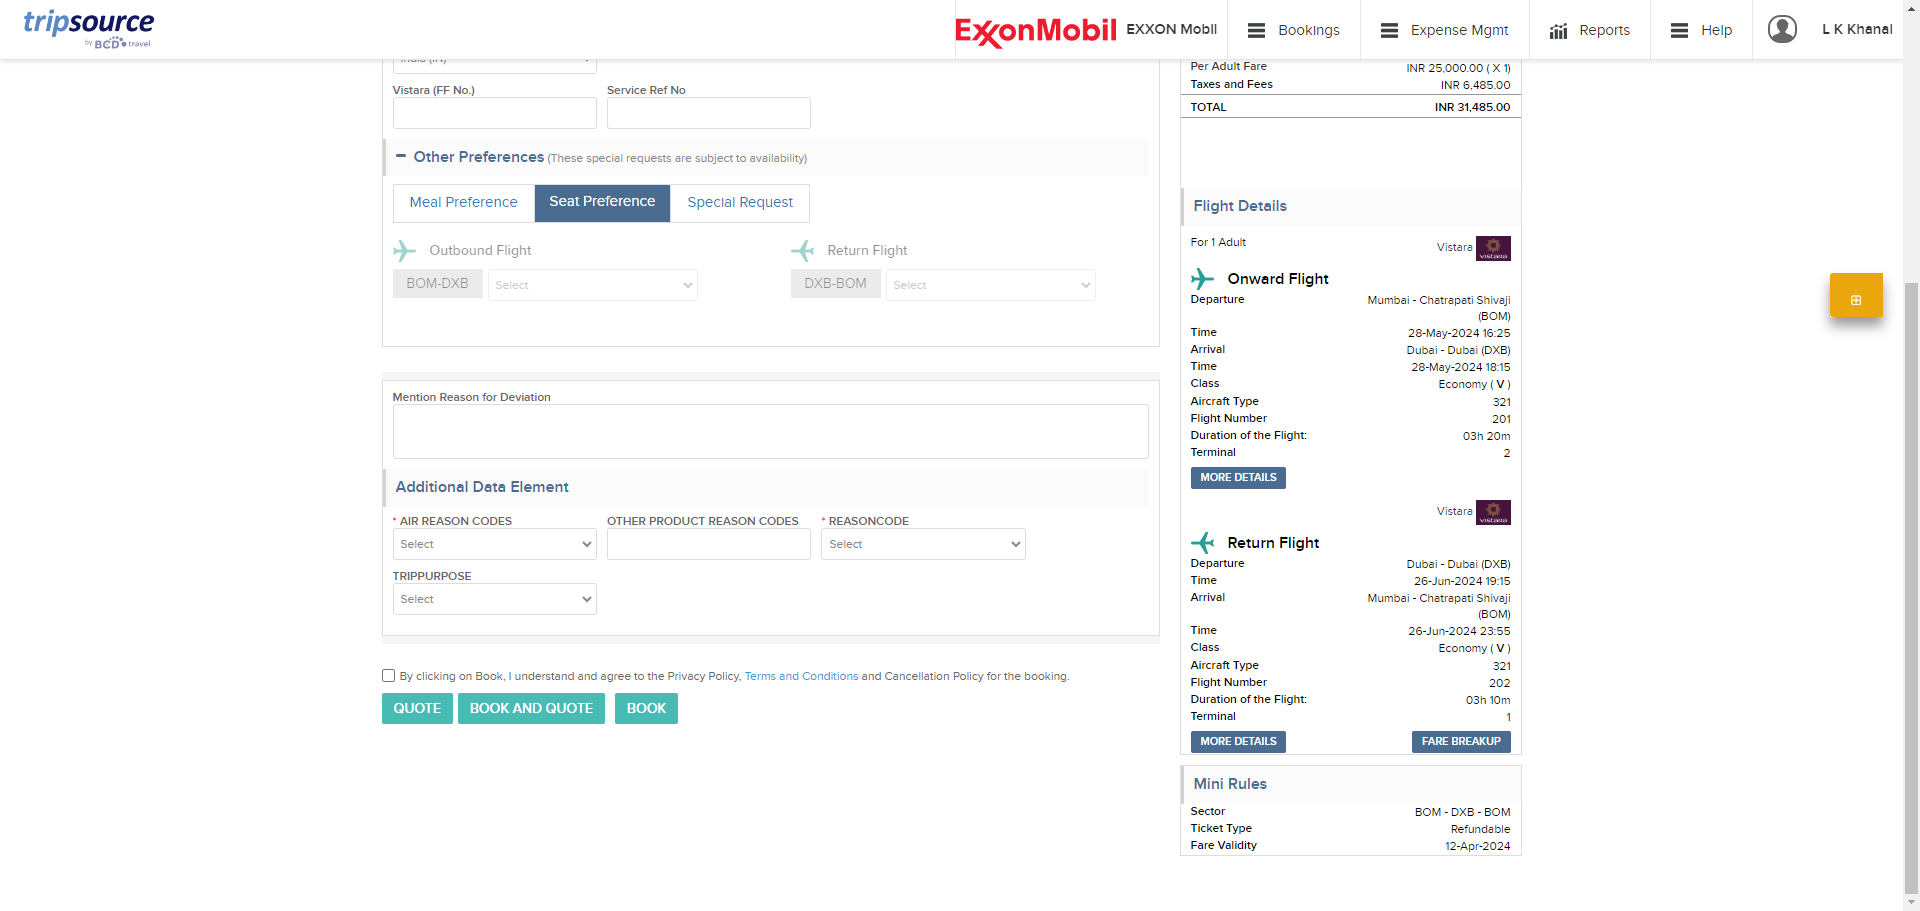 tripsource
by BCD travel
ExxonMobil EXXON Mobil
Bookings
Expense Mgmt
Reports
Help
L K Khanal
India (IN)
Vistara (FF No.)
Service Ref No
Other Preferences (These special requests are subject to availability)
Meal Preference
Seat Preference
Special Request
Outbound Flight
BOM-DXB
Select
Return Flight
DXB-BOM
Select
Mention Reason for Deviation
Additional Data Element
* AIR REASON CODES
Select
OTHER PRODUCT REASON CODES
* REASONCODE
Select
TRIPPURPOSE
Select
By clicking on Book, I understand and agree to the Privacy Policy, Terms and Conditions and Cancellation Policy for the booking.
QUOTE
BOOK AND QUOTE
BOOK
Per Adult Fare INR 25,000.00 ( X 1)
Taxes and Fees INR 6,485.00
TOTAL INR 31,485.00
Flight Details
For 1 Adult
Vistara vistara
Onward Flight
Departure Mumbai - Chatrapati Shivaji
(BOM)
Time 28-May-2024 16:25
Arrival Dubai - Dubai (DXB)
Time 28-May-2024 18:15
Class Economy ( V )
Aircraft Type 321
Flight Number 201
Duration of the Flight: 03h 20m
Terminal 2
MORE DETAILS
Vistara vistara
Return Flight
Departure Dubai - Dubai (DXB)
Time 26-Jun-2024 19:15
Arrival Mumbai - Chatrapati Shivaji
(BOM)
Time 26-Jun-2024 23:55
Class Economy ( V )
Aircraft Type 321
Flight Number 202
Duration of the Flight: 03h 10m
Terminal 1
MORE DETAILS
FARE BREAKUP
Mini Rules
Sector BOM - DXB - BOM
Ticket Type Refundable
Fare Validity 12-Apr-2024